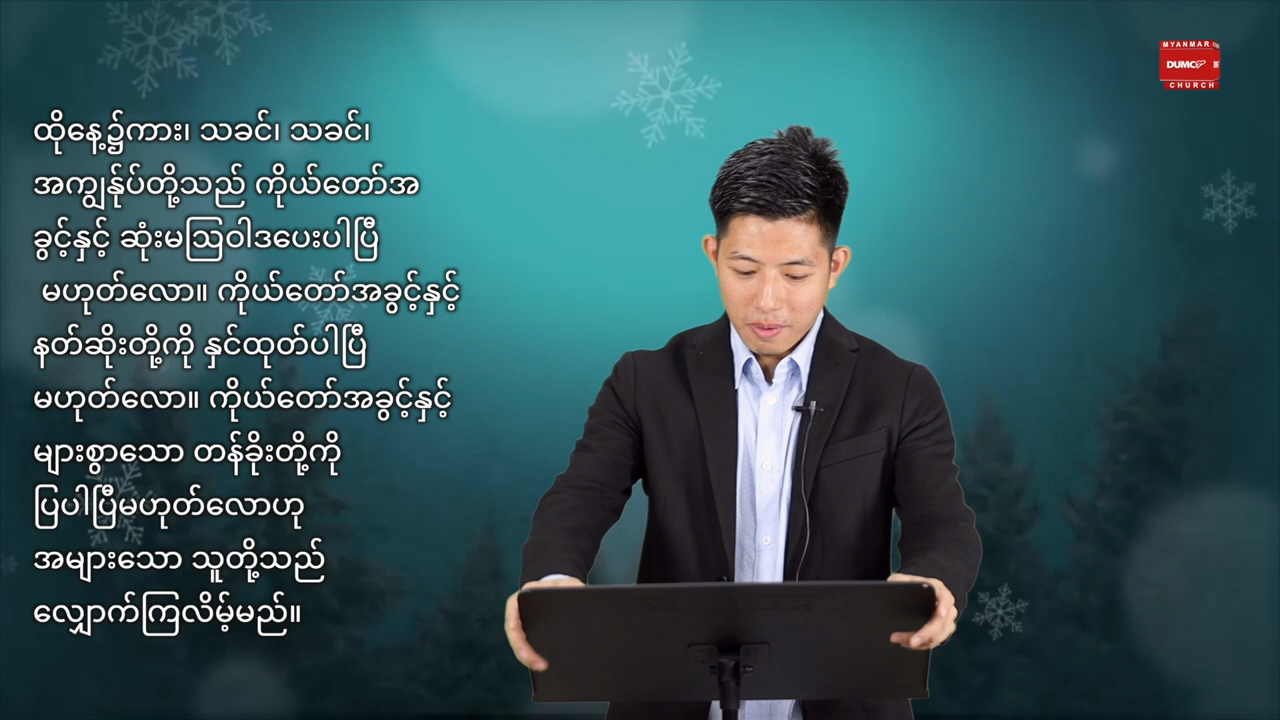 ထိုနေ့၌ကား၊ သခင်၊ သခင်၊
အကျွန်ုပ်တို့သည် ကိုယ်တော်အ
ခွင့်နှင့် ဆုံးမဩဝါဒပေးပါပြီ
မဟုတ်လော။ ကိုယ်တော်အခွင့်နှင့်
နတ်ဆိုးတို့ကို နှင်ထုတ်ပါပြီ
မဟုတ်လော။ ကိုယ်တော်အခွင့်နှင့်
များစွာသော တန်ခိုးတို့ကို
ပြပါပြီမဟုတ်လောဟု
အများသော သူတို့သည်
လျှောက်ကြလိမ့်မည်။
MYANMAR
DUMC
CHURCH